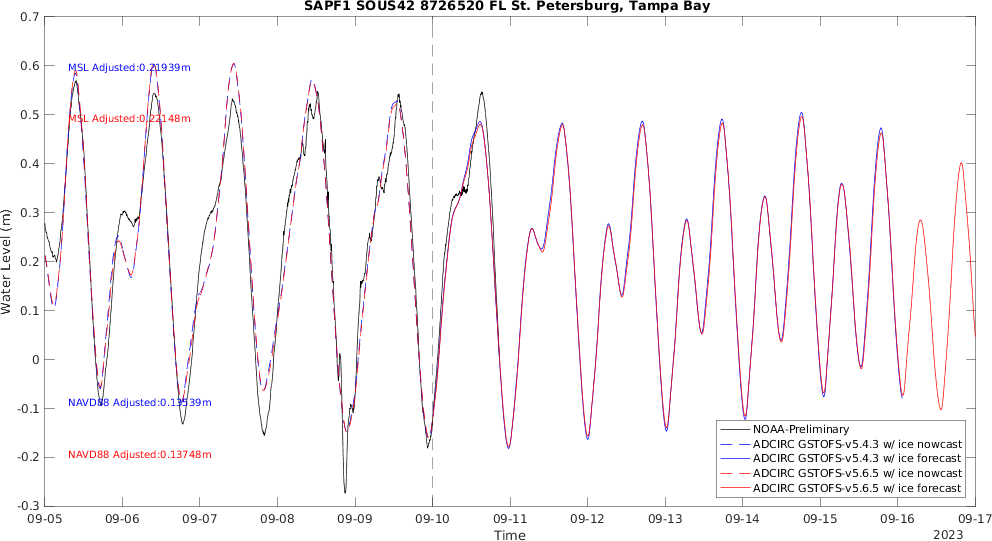 SAPF1 SOUS42 8726520 FL St. Petersburg, Tampa Bay
0.7
0.6
0.5
0.4
0.3
0.2
0.1
0
-0.1
-0.2
-0.3
Water Level (m)
MSL Adjusted:0.21939m
MSL Adjusted:0.22148m
NAVD88 Adjusted:0.13539m
NAVD88 Adjusted:0.13748m
NOAA-Preliminary
ADCIRC GSTOFS-v5.4.3 w/ ice nowcast
ADCIRC GSTOFS-v5.4.3 w/ ice forecast
ADCIRC GSTOFS-v5.6.5 w/ ice nowcast
ADCIRC GSTOFS-v5.6.5 w/ ice forecast
09-05 09-06 09-07 09-08 09-09 09-10 09-11 09-12 09-13 09-14 09-15 09-16 09-17
Time
2023